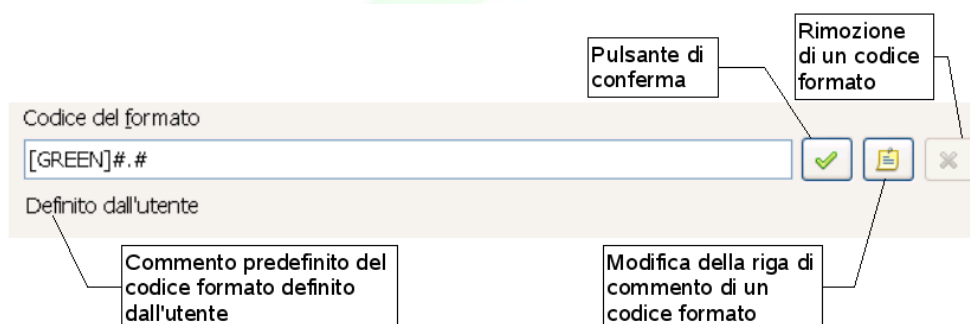 Rimozione
di un codice
formato
Pulsante di
conferma
Codice del formato
[GREEN]#.#
Definito dall'utente
Commento predefinito del
codice formato definito
dall'utente
Modifica della riga di
commento di un
codice formato